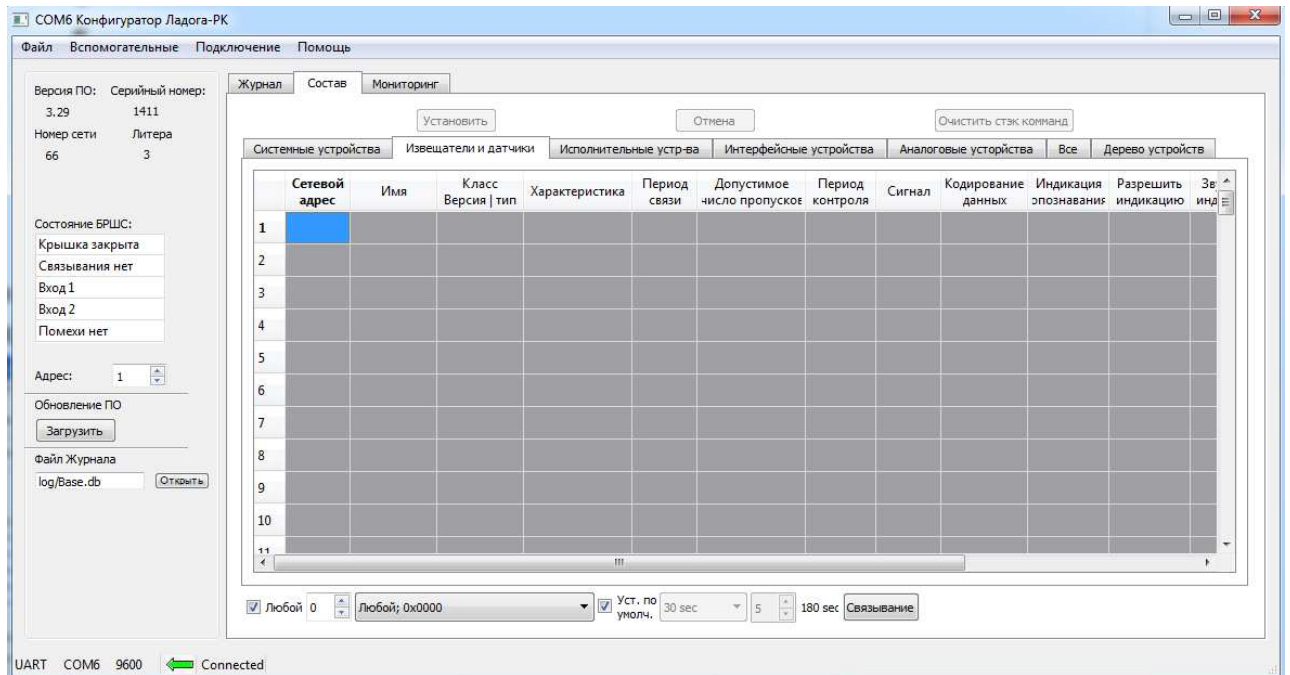 COM6 Конфигуратор Ладога-РК
Файл Вспомогательные Подключение Помощь
Версия ПО: Серийный номер:
3.29 1411
Номер сети Литера
66 3
Состояние БРШС:
Крышка закрыта
Связывания нет
Вход 1
Вход 2
Помехи нет
Адрес: 1
Обновление ПО
Загрузить
Файл Журнала
log/Base.db Открыть
Журнал Состав Мониторинг
Установить Отмена Очистить стэк комманд
Системные устройства Извещатели и датчики Исполнительные устр-ва Интерфейсные устройства Аналоговые усторйства Все Дерево устройств
Сетевой адрес Имя Класс Версия | тип Характеристика Период связи Допустимое число пропусков Период контроля Сигнал Кодирование данных Индикация опознавания Разрешить индикацию
1
2
3
4
5
6
7
8
9
10
11
Любой 0 Любой; 0x0000 Уст. по умолч. 30 sec 5 180 sec Связывание
UART COM6 9600 Connected